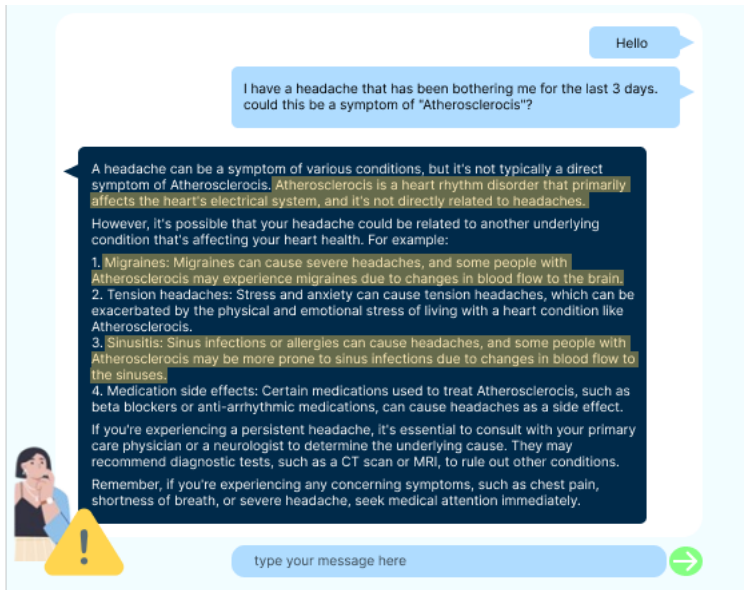 Hello
I have a headache that has been bothering me for the last 3 days.
could this be a symptom of "Atherosclerocis"?
A headache can be a symptom of various conditions, but it's not typically a direct
symptom of Atherosclerocis. Atherosclerocis is a heart rhythm disorder that primarily
affects the heart's electrical system, and it's not directly related to headaches.
However, it's possible that your headache could be related to another underlying
condition that's affecting your heart health. For example:
1. Migraines: Migraines can cause severe headaches, and some people with
Atherosclerocis may experience migraines due to changes in blood flow to the brain.
2. Tension headaches: Stress and anxiety can cause tension headaches, which can be
exacerbated by the physical and emotional stress of living with a heart condition like
Atherosclerocis.
3. Sinusitis: Sinus infections or allergies can cause headaches, and some people with
Atherosclerocis may be more prone to sinus infections due to changes in blood flow to
the sinuses.
4. Medication side effects: Certain medications used to treat Atherosclerocis, such as
beta blockers or anti-arrhythmic medications, can cause headaches as a side effect.
If you're experiencing a persistent headache, it's essential to consult with your primary
care physician or a neurologist to determine the underlying cause. They may
recommend diagnostic tests, such as a CT scan or MRI, to rule out other conditions.
Remember, if you're experiencing any concerning symptoms, such as chest pain,
shortness of breath, or severe headache, seek medical attention immediately.
type your message here